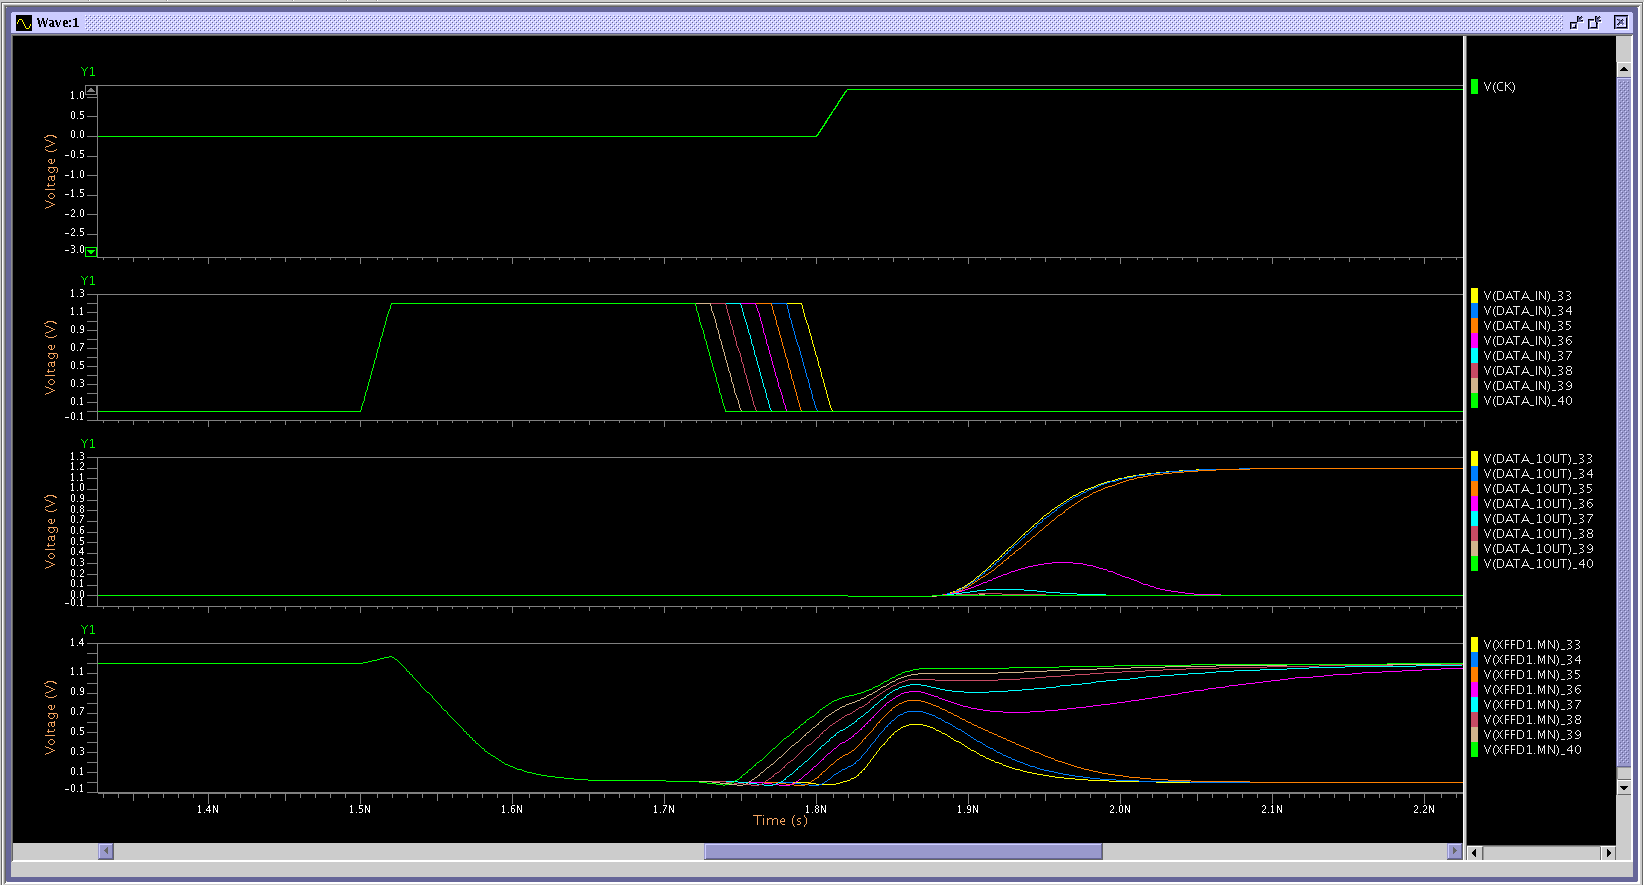 Wave:1
Y1
1.0
0.5
0.0
-0.5
-1.0
-1.5
-2.0
-2.5
-3.0
Voltage (V)
V(CK)
Y1
1.3
1.1
0.9
0.7
0.5
0.3
0.1
-0.1
Voltage (V)
V(DATA_IN)_33
V(DATA_IN)_34
V(DATA_IN)_35
V(DATA_IN)_36
V(DATA_IN)_37
V(DATA_IN)_38
V(DATA_IN)_39
V(DATA_IN)_40
Y1
1.3
1.2
1.1
1.0
0.9
0.8
0.7
0.6
0.5
0.4
0.3
0.2
0.1
0.0
-0.1
Voltage (V)
V(DATA_1OUT)_33
V(DATA_1OUT)_34
V(DATA_1OUT)_35
V(DATA_1OUT)_36
V(DATA_1OUT)_37
V(DATA_1OUT)_38
V(DATA_1OUT)_39
V(DATA_1OUT)_40
Y1
1.4
1.1
0.9
0.7
0.5
0.3
0.1
-0.1
Voltage (V)
V(XFFD1.MN)_33
V(XFFD1.MN)_34
V(XFFD1.MN)_35
V(XFFD1.MN)_36
V(XFFD1.MN)_37
V(XFFD1.MN)_38
V(XFFD1.MN)_39
V(XFFD1.MN)_40
1.4N 1.5N 1.6N 1.7N 1.8N 1.9N 2.0N 2.1N 2.2N
Time (s)